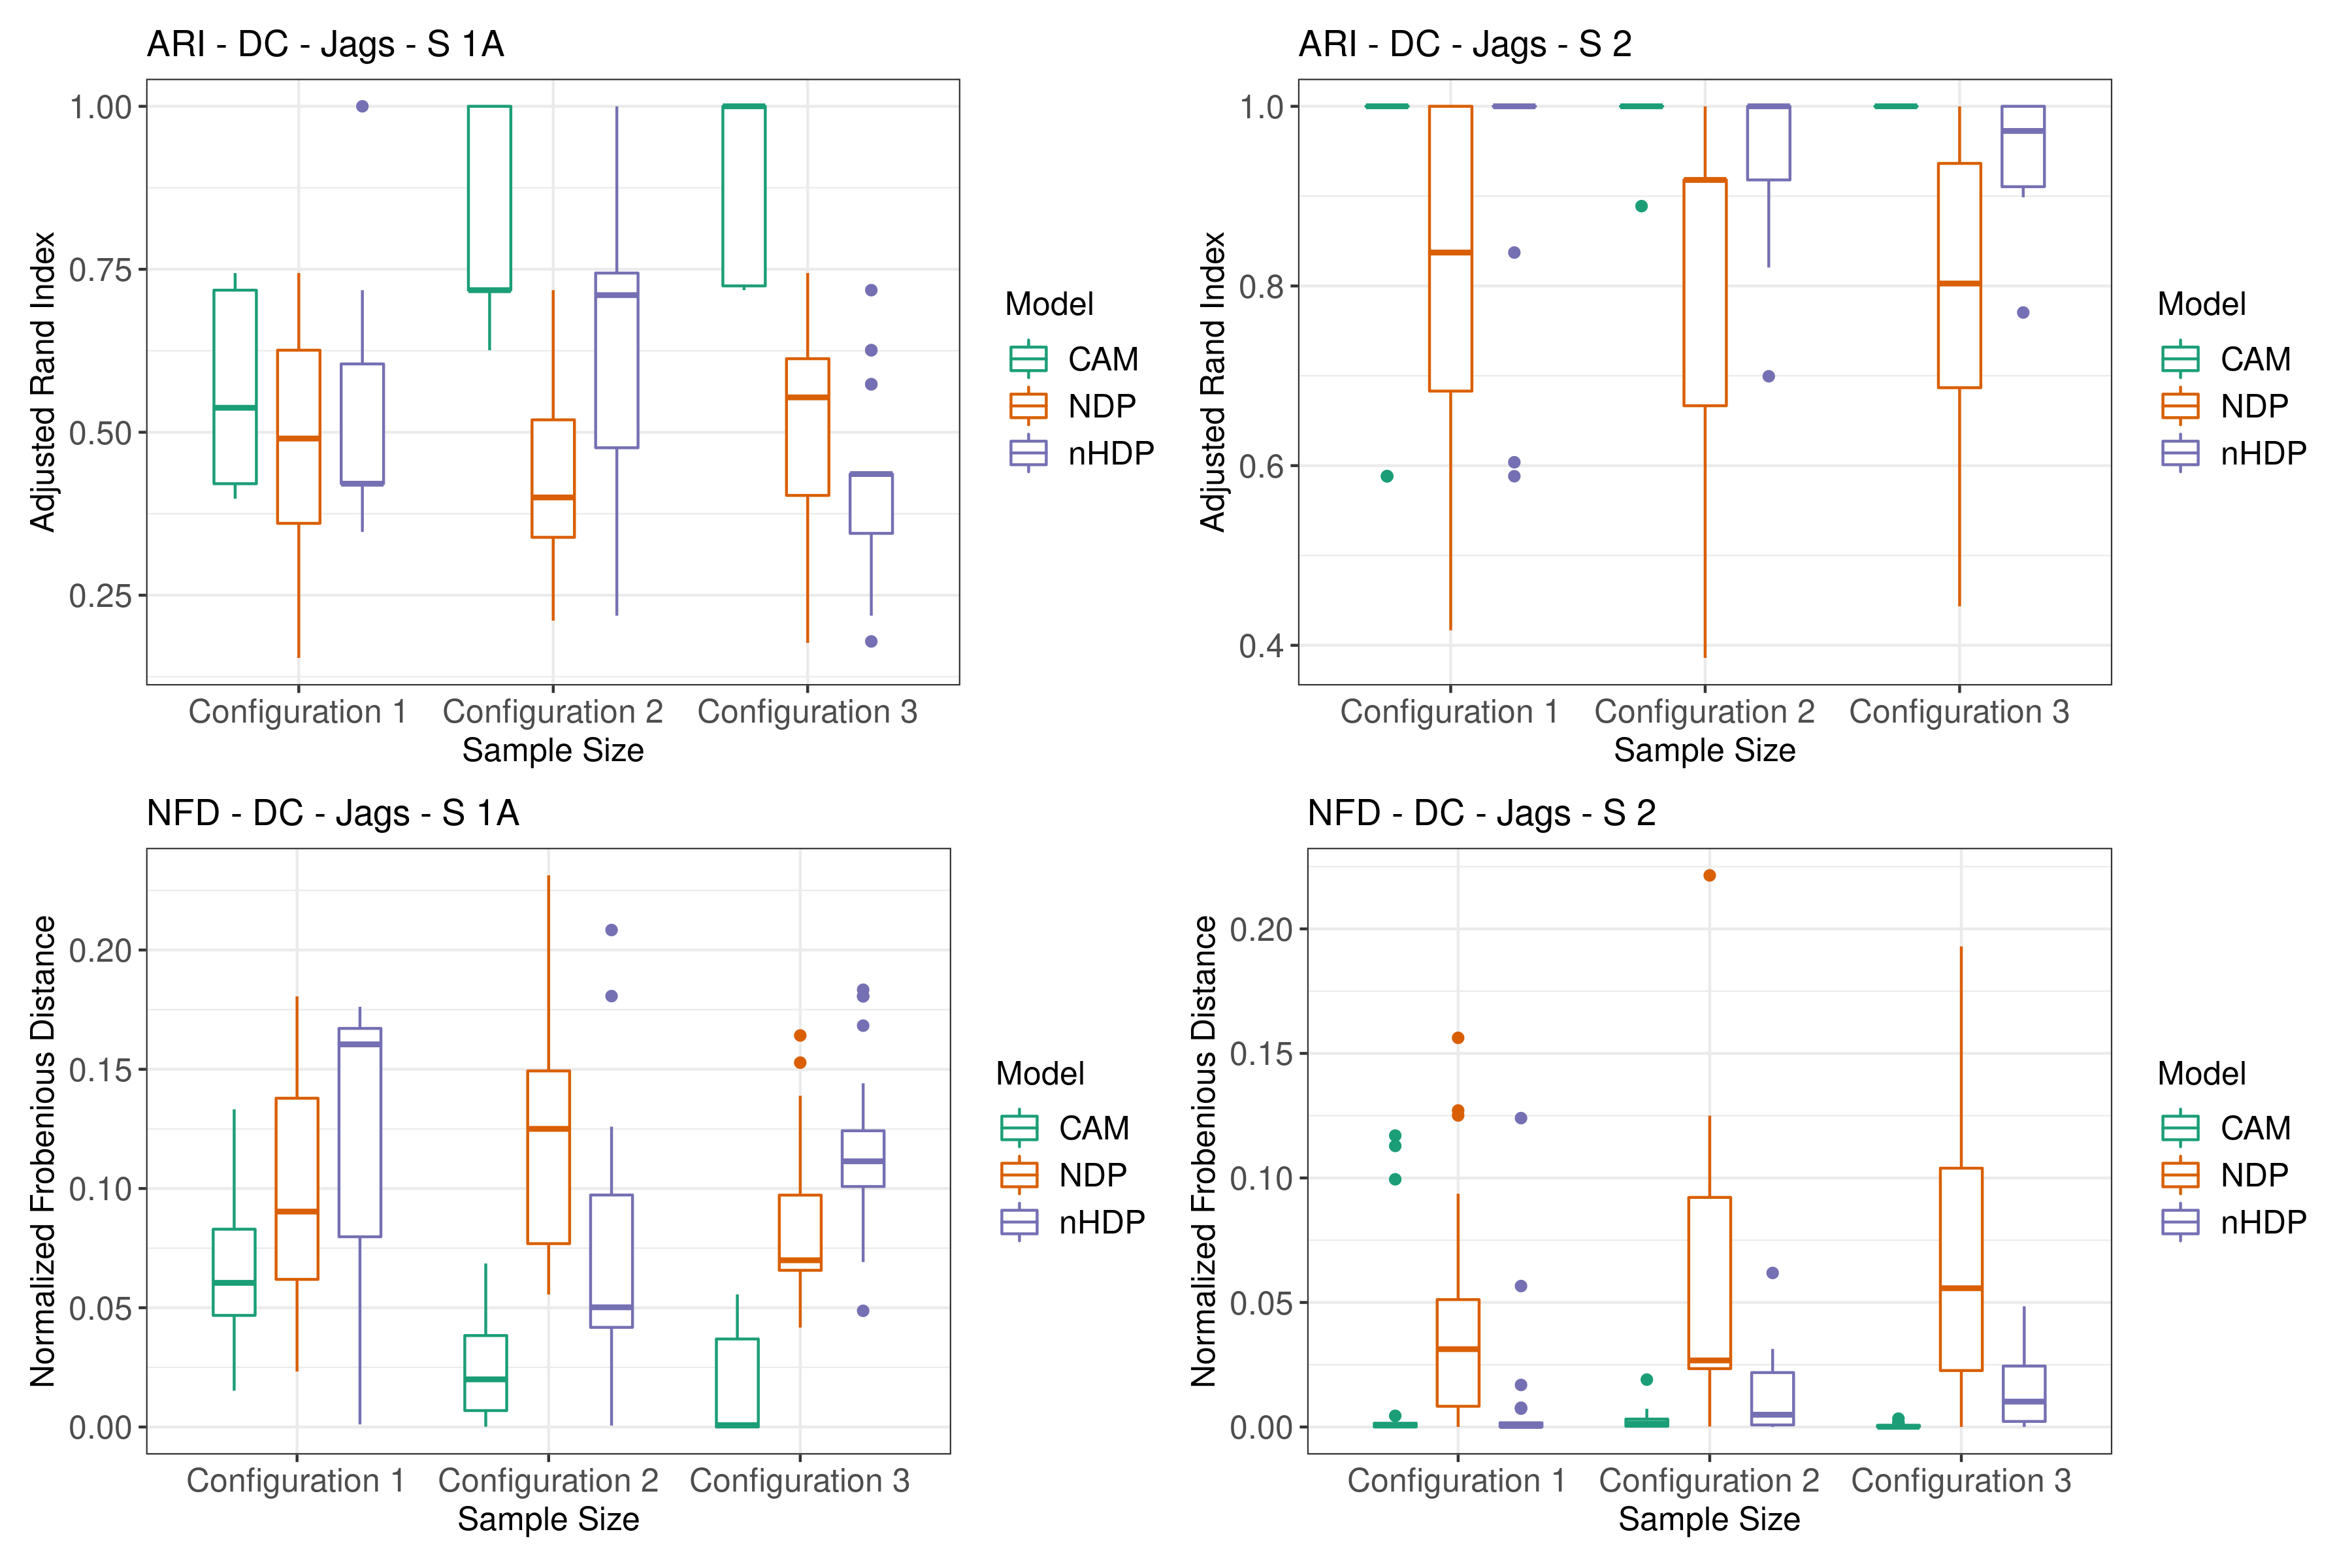 ARI - DC - Jags - S 1A
Adjusted Rand Index
1.00
0.75
0.50
0.25
Configuration 1
Configuration 2
Configuration 3
Sample Size
Model
CAM
NDP
nHDP
ARI - DC - Jags - S 2
Adjusted Rand Index
1.0
0.8
0.6
0.4
Configuration 1
Configuration 2
Configuration 3
Sample Size
Model
CAM
NDP
nHDP
NFD - DC - Jags - S 1A
Normalized Frobenious Distance
0.20
0.15
0.10
0.05
0.00
Configuration 1
Configuration 2
Configuration 3
Sample Size
Model
CAM
NDP
nHDP
NFD - DC - Jags - S 2
Normalized Frobenious Distance
0.20
0.15
0.10
0.05
0.00
Configuration 1
Configuration 2
Configuration 3
Sample Size
Model
CAM
NDP
nHDP